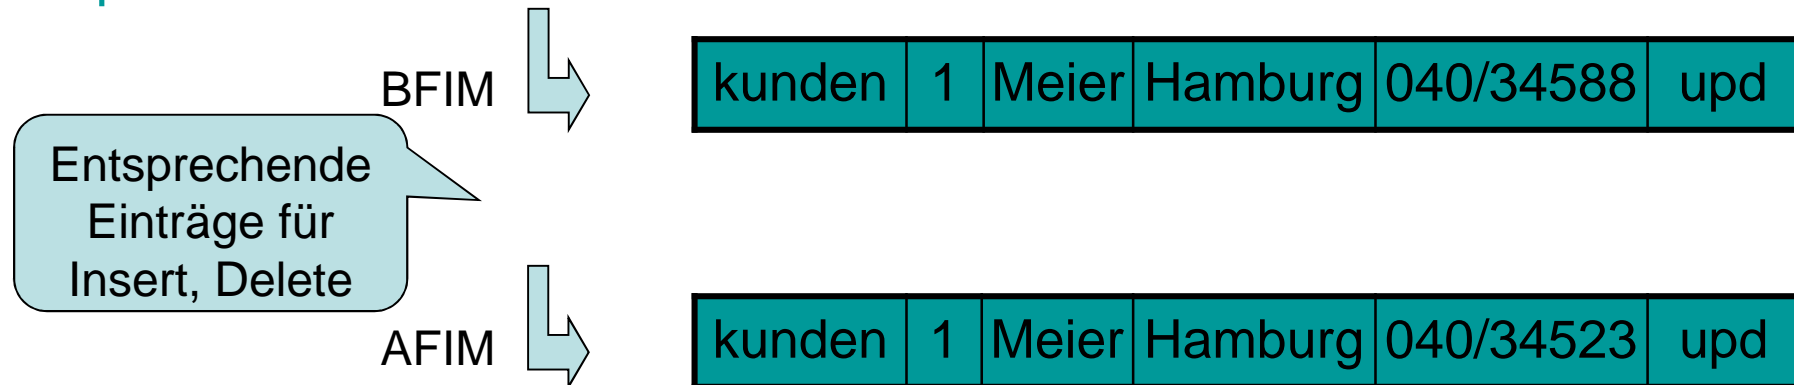 BFIM
kunden 1 Meier Hamburg 040/34588 upd
Entsprechende
Einträge für
Insert, Delete
AFIM
kunden 1 Meier Hamburg 040/34523 upd